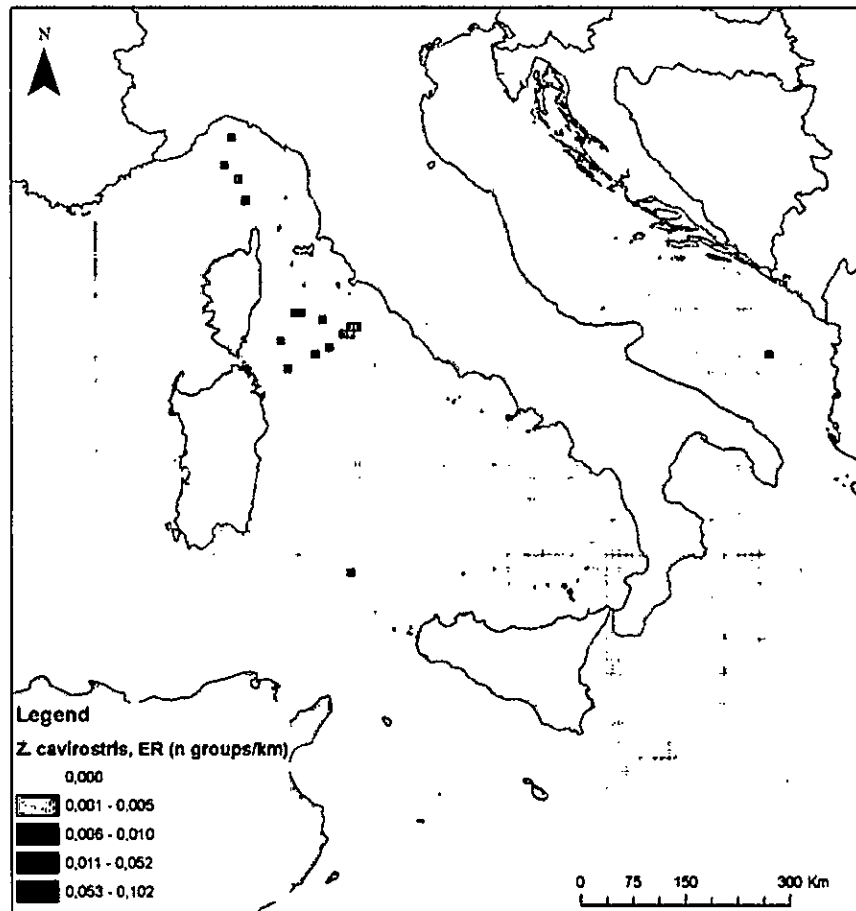 N
Legend
Z. cavirostris, ER (n groups/km)
0,000
0,001 - 0,005
0,006 - 0,010
0,011 - 0,052
0,053 - 0,102
0 75 150 300 Km